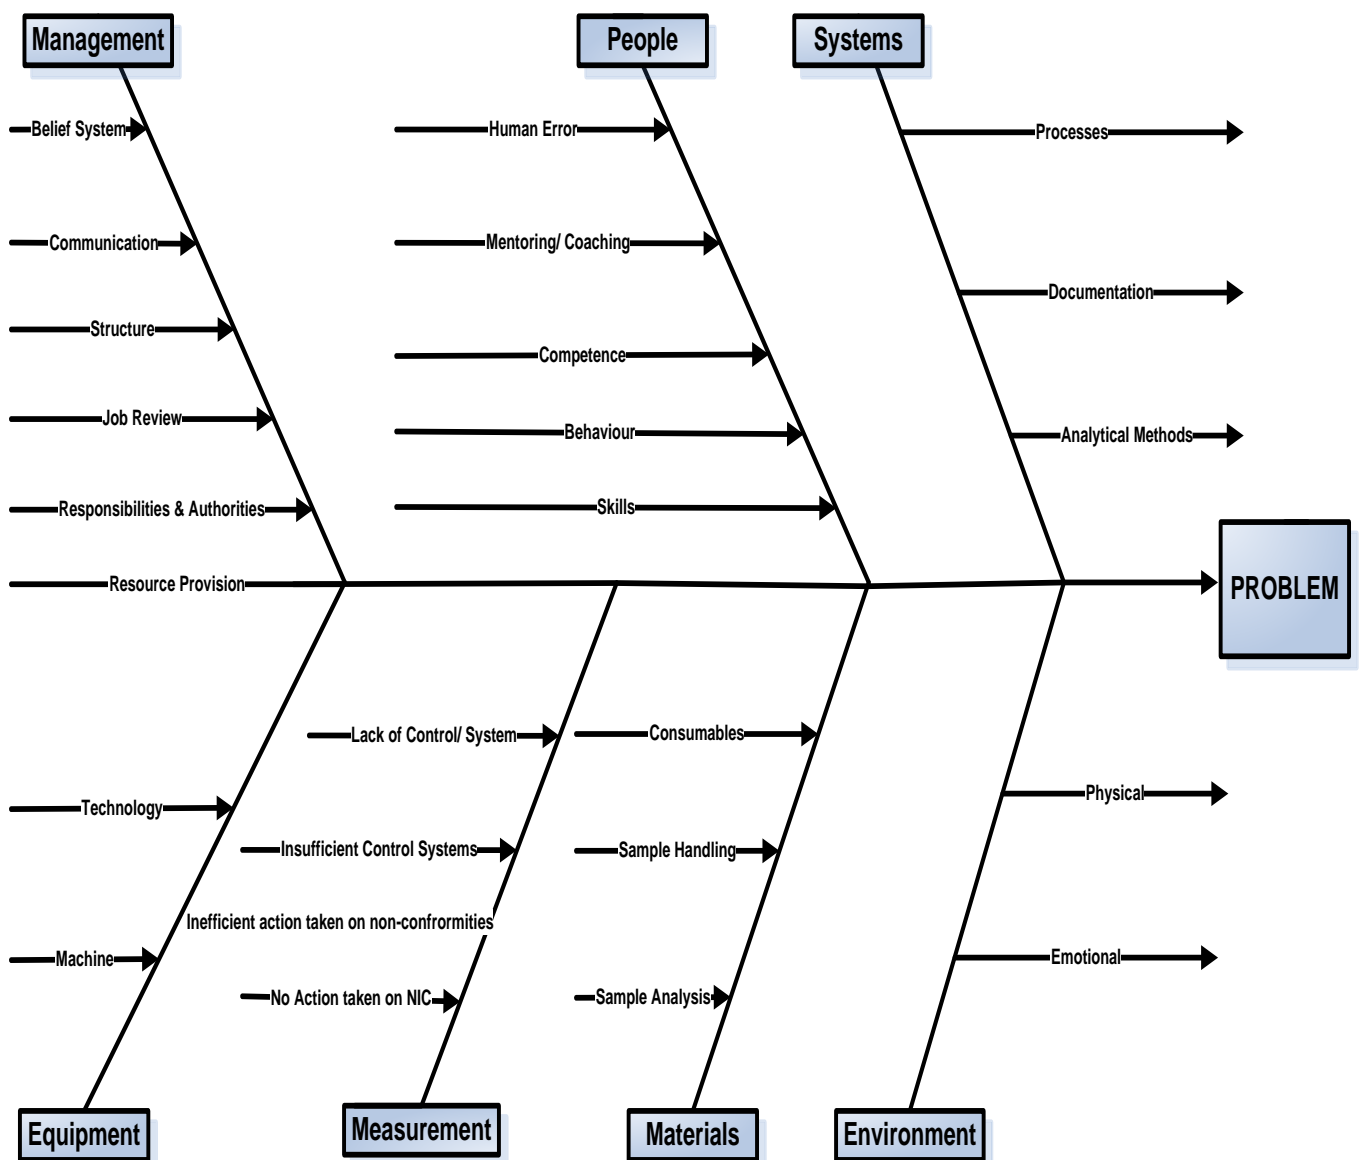 Management
People
Systems
Belief System
Human Error
Processes
Communication
Mentoring/ Coaching
Documentation
Structure
Competence
Job Review
Behaviour
Analytical Methods
Responsibilities & Authorities
Skills
Resource Provision
PROBLEM
Lack of Control/ System
Consumables
Technology
Physical
Insufficient Control Systems
Sample Handling
Inefficient action taken on non-confrormities
Machine
Emotional
No Action taken on NIC
Sample Analysis
Equipment
Measurement
Materials
Environment